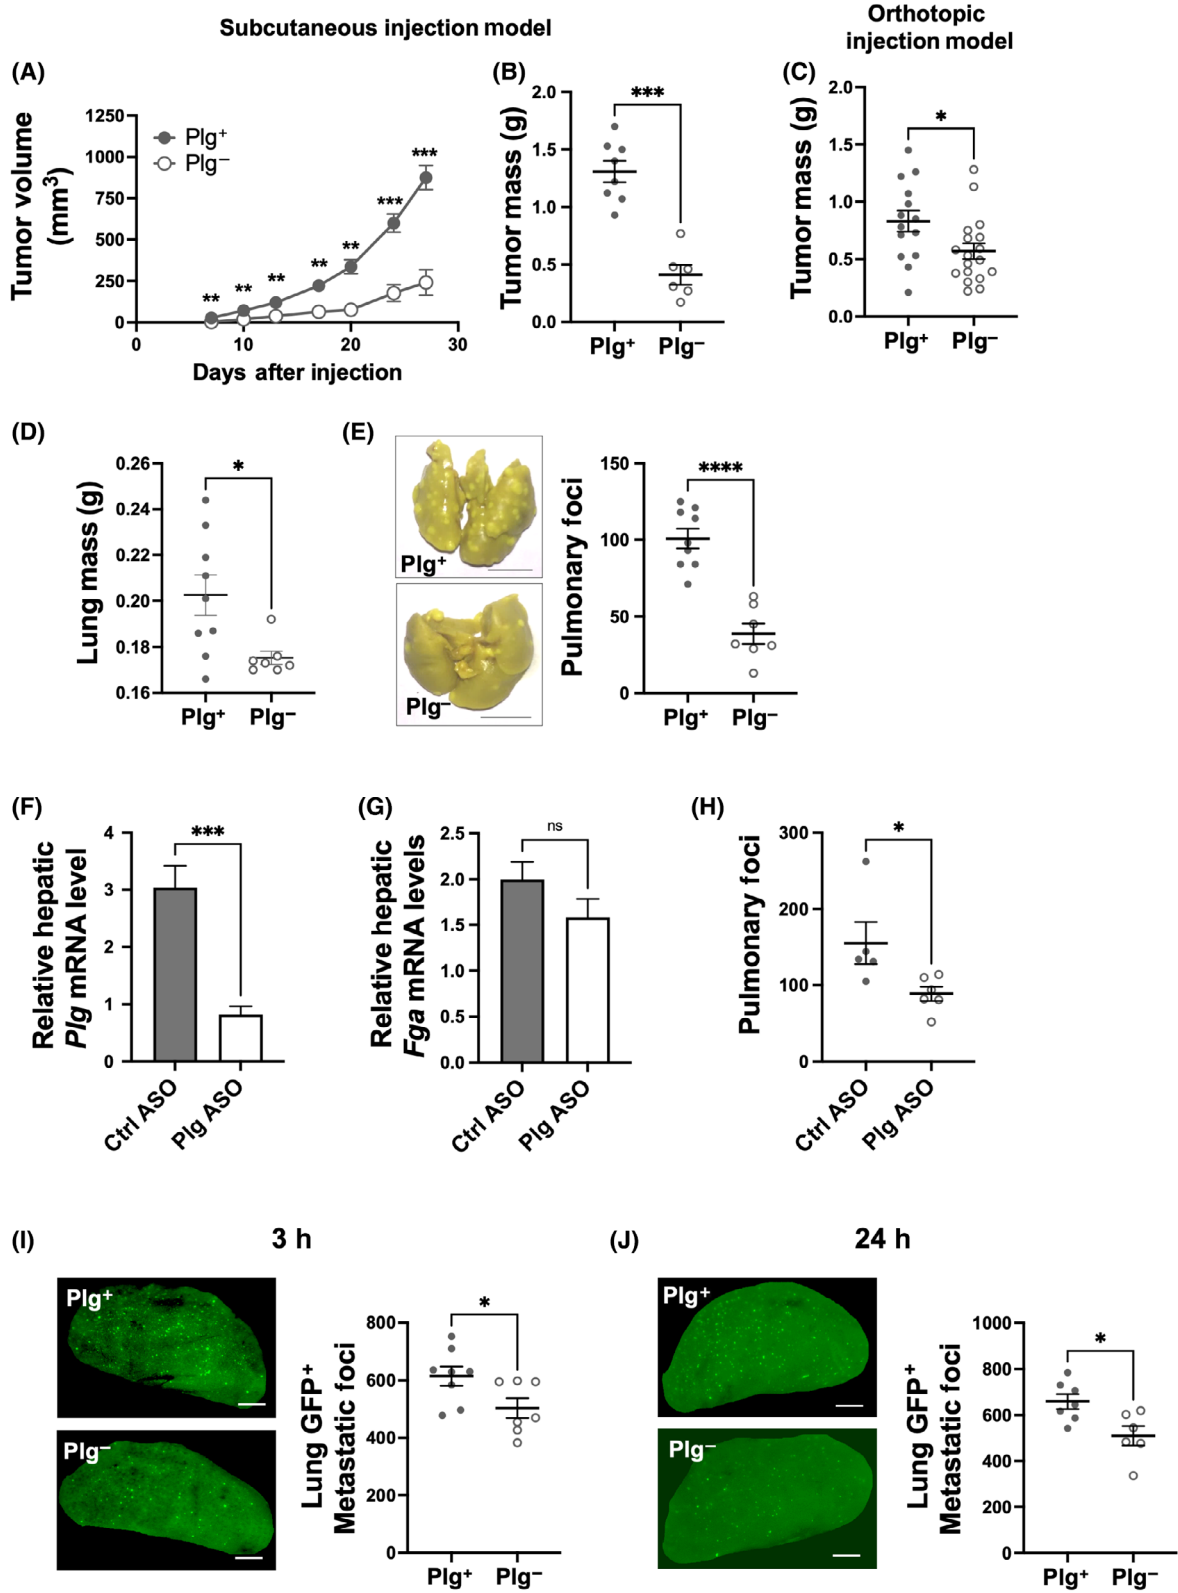 Subcutaneous injection model
Orthotopic
injection model
(A)
Tumor volume
(mm³)
1250
1000
750
500
250
0
Plg⁺
Plg⁻
**
**
**
**
**
***
***
0
10
20
30
Days after injection
(B)
Tumor mass (g)
2.0
1.5
1.0
0.5
0.0
***
Plg⁺
Plg⁻
(C)
Tumor mass (g)
2.0
1.5
1.0
0.5
0.0
*
Plg⁺
Plg⁻
(D)
Lung mass (g)
0.26
0.24
0.22
0.20
0.18
0.16
*
Plg⁺
Plg⁻
(E)
Plg⁺
Plg⁻
Pulmonary foci
150
100
50
0
****
Plg⁺
Plg⁻
(F)
Relative hepatic
Plg mRNA level
4
3
2
1
0
***
Ctrl ASO
Plg ASO
(G)
Relative hepatic
Fga mRNA levels
2.5
2.0
1.5
1.0
0.5
0.0
ns
Ctrl ASO
Plg ASO
(H)
Pulmonary foci
300
200
100
0
*
Ctrl ASO
Plg ASO
(I)
3 h
Plg⁺
Plg⁻
Lung GFP⁺
Metastatic foci
800
600
400
200
0
*
Plg⁺
Plg⁻
(J)
24 h
Plg⁺
Plg⁻
Lung GFP⁺
Metastatic foci
1000
800
600
400
200
0
*
Plg⁺
Plg⁻